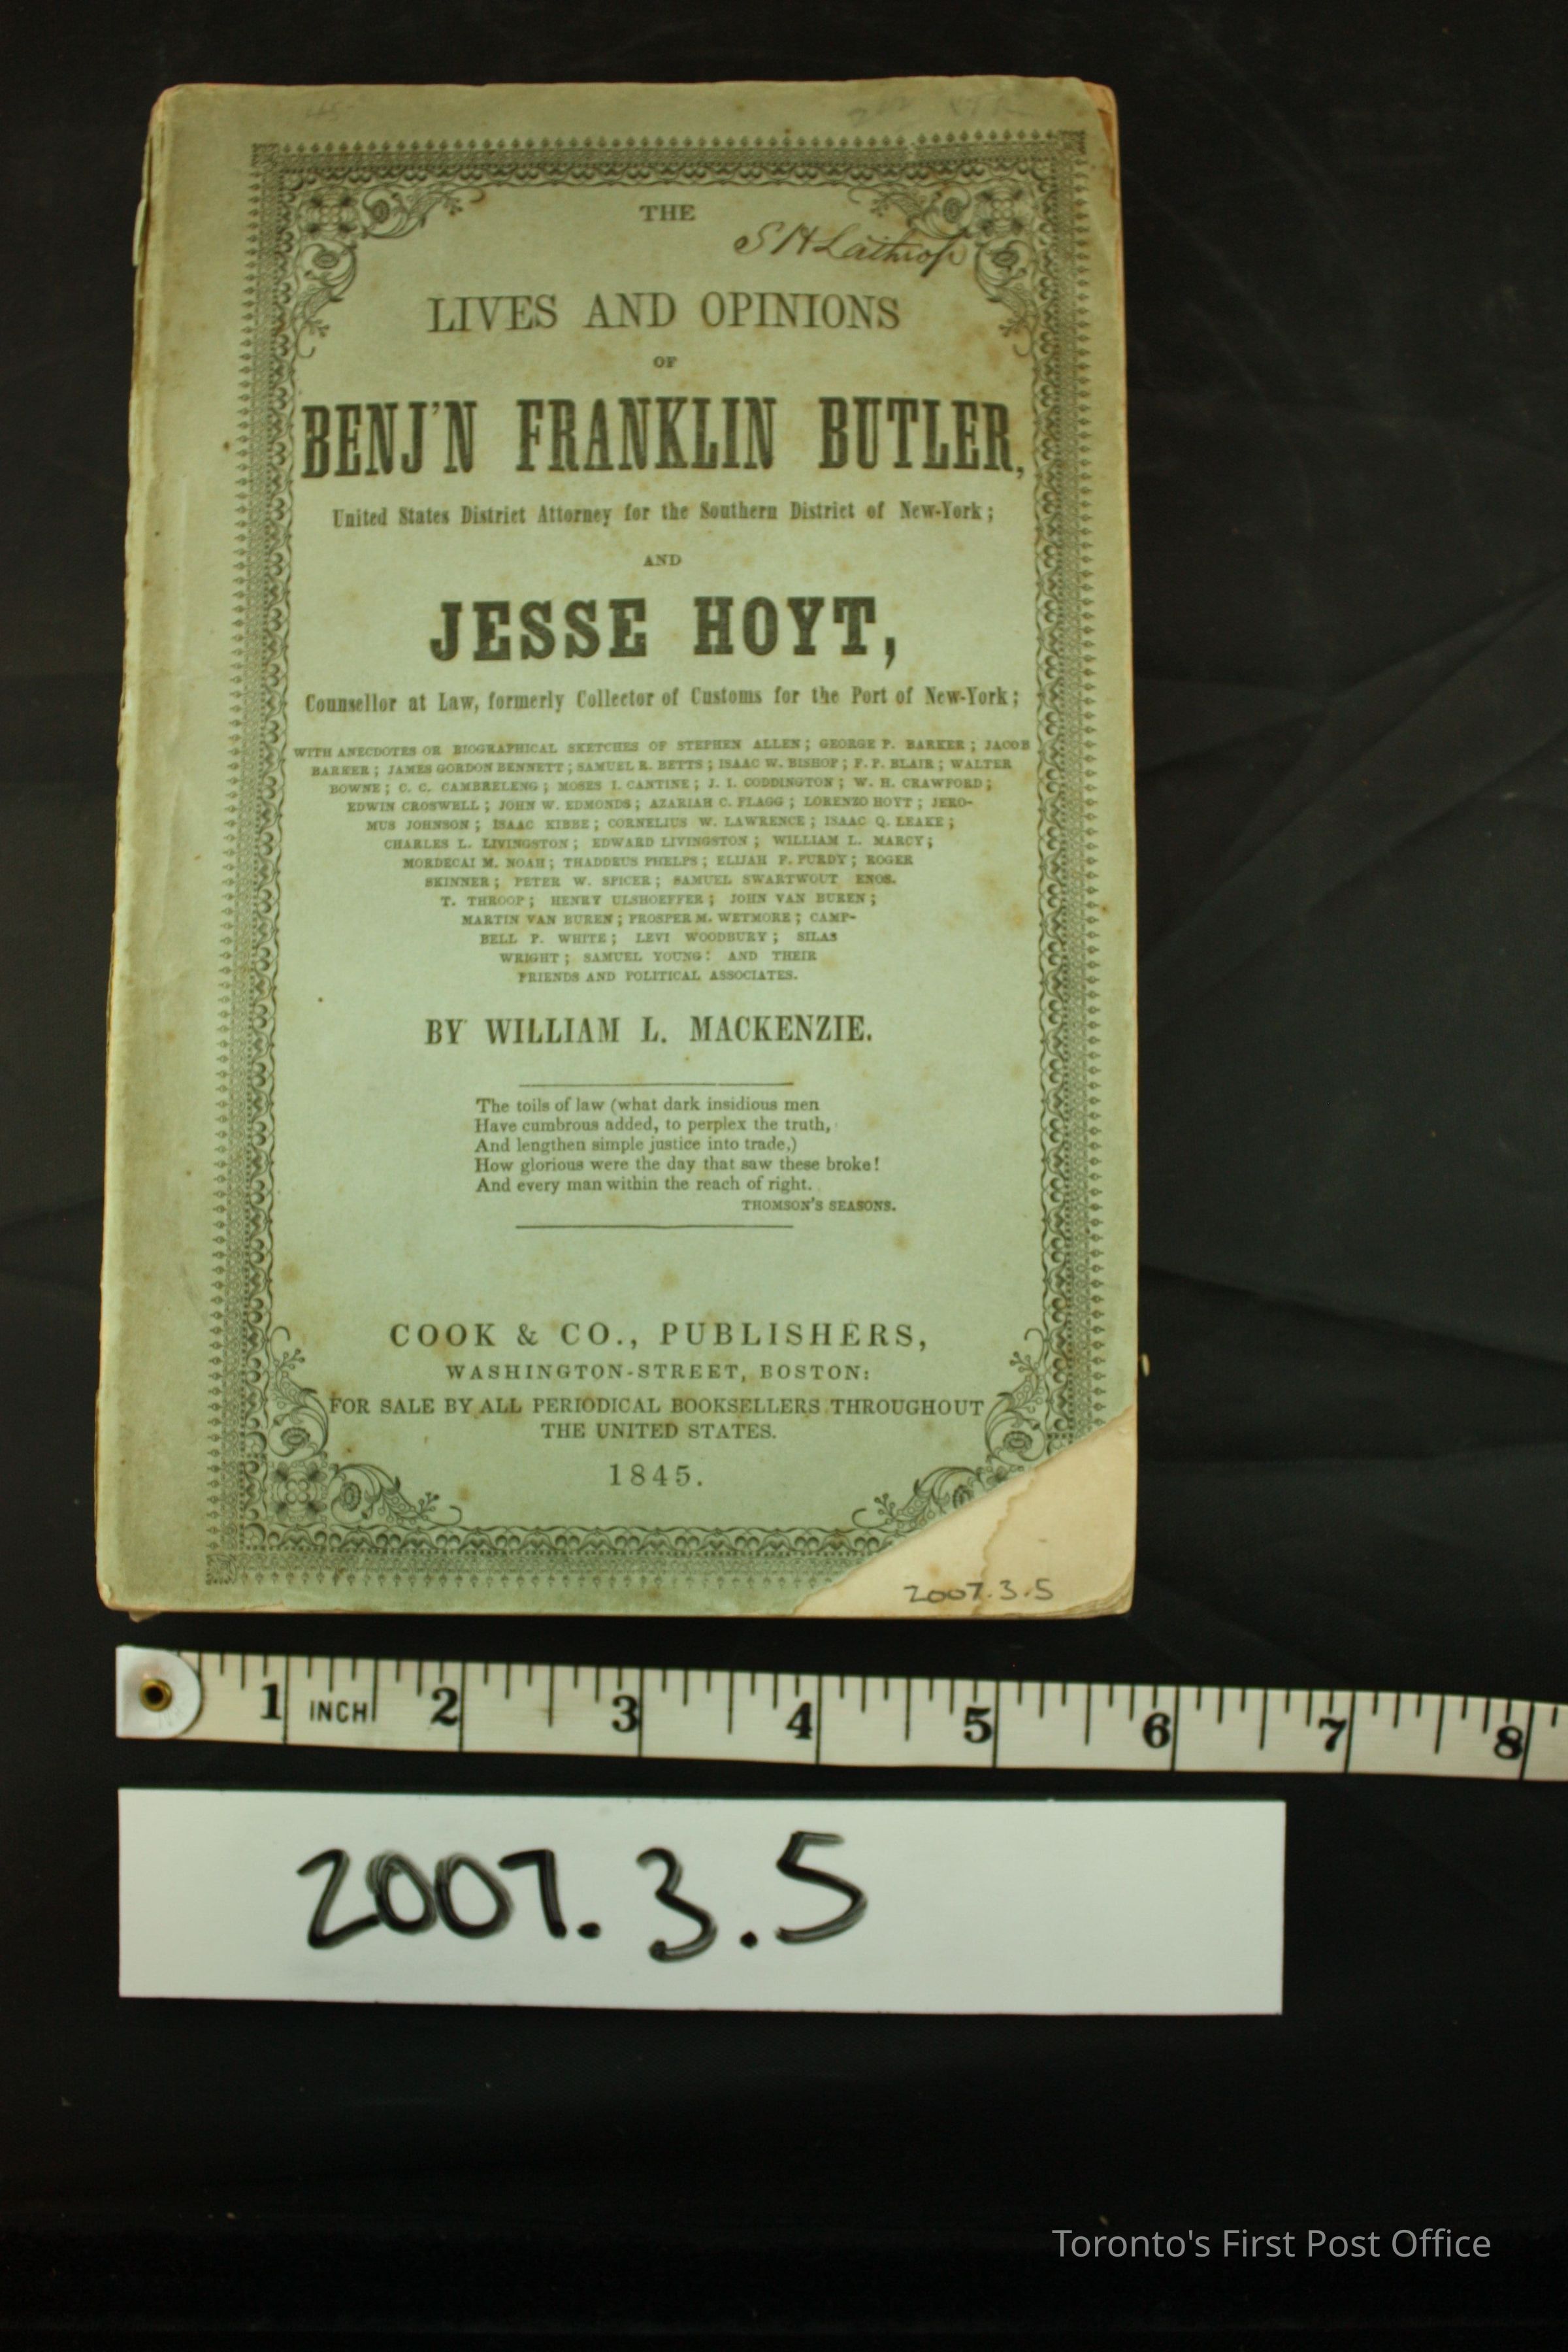 THE
S H Lathrop
LIVES AND OPINIONS
OF
BENJ'N FRANKLIN BUTLER,
United States District Attorney for the Southern District of New-York;
AND
JESSE HOYT,
Counsellor at Law, formerly Collector of Customs for the Port of New-York;
WITH ANECDOTES OR BIOGRAPHICAL SKETCHES OF STEPHEN ALLEN; GEORGE P. BARKER; JACOB
BARKER; JAMES GORDON BENNETT; SAMUEL R. BETTS; ISAAC W. BISHOP; F. P. BLAIR; WALTER
BOWNE; C. C. CAMBRELENG; MOSES I. CANTINE; J. I. CODDINGTON; W. H. CRAWFORD;
EDWIN CROSWELL; JOHN W. EDMONDS; AZARIAH C. FLAGG; LORENZO HOYT; JERO-
MUS JOHNSON; ISAAC KIBBE; CORNELIUS W. LAWRENCE; ISAAC Q. LEAKE;
CHARLES L. LIVINGSTON; EDWARD LIVINGSTON; WILLIAM L. MARCY;
MORDECAI M. NOAH; THADDEUS PHELPS; ELIJAH F. PURDY; ROGER
SKINNER; PETER W. SPICER; SAMUEL SWARTWOUT ENOS.
T. THROOP; HENRY ULSHOEFFER; JOHN VAN BUREN;
MARTIN VAN BUREN; PROSPER M. WETMORE; CAMP-
BELL P. WHITE; LEVI WOODBURY; SILAS
WRIGHT; SAMUEL YOUNG: AND THEIR
FRIENDS AND POLITICAL ASSOCIATES.
BY WILLIAM L. MACKENZIE.
The toils of law (what dark insidious men
Have cumbrous added, to perplex the truth,
And lengthen simple justice into trade,)
How glorious were the day that saw these broke!
And every man within the reach of right.
THOMSON'S SEASONS.
COOK & CO., PUBLISHERS,
WASHINGTON-STREET, BOSTON:
FOR SALE BY ALL PERIODICAL BOOKSELLERS THROUGHOUT
THE UNITED STATES.
1845.
2007.3.5
1 INCH 2 3 4 5 6 7 8
2007.3.5
Toronto's First Post Office